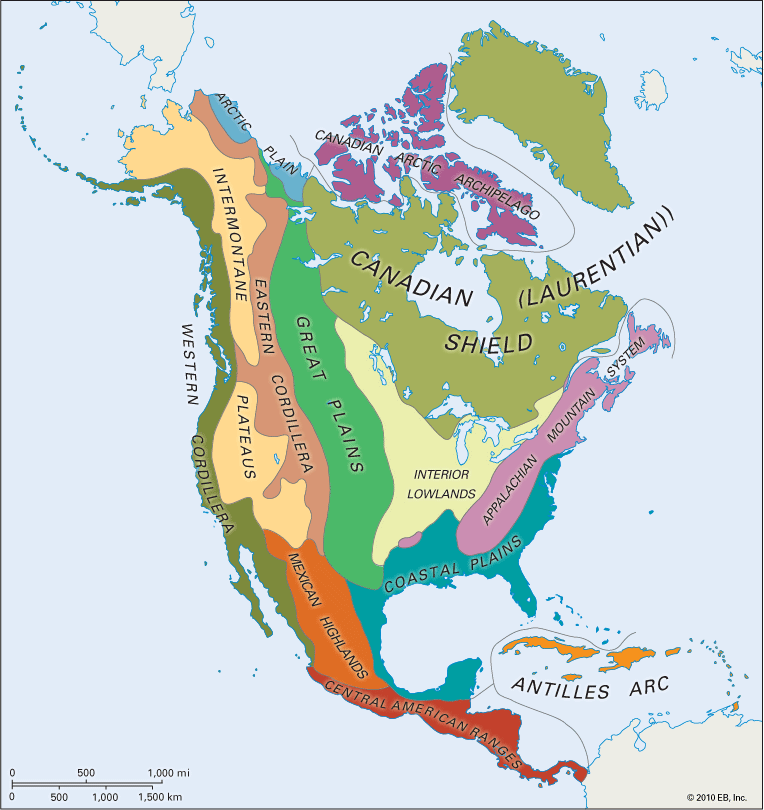 ARCTIC
PLAIN
CANADIAN
ARCTIC
ARCHIPELAGO
INTERMONTANE
PLATEAUS
EASTERN
CORDILLERA
GREAT PLAINS
CANADIAN
SHIELD
(LAURENTIAN))
WESTERN
CORDILLERA
INTERIOR
LOWLANDS
APPALACHIAN
MOUNTAIN
SYSTEM
COASTAL PLAINS
MEXICAN
HIGHLANDS
CENTRAL AMERICAN RANGES
ANTILLES ARC
0 500 1,000 mi
0 500 1,000 1,500 km
© 2010 EB, Inc.